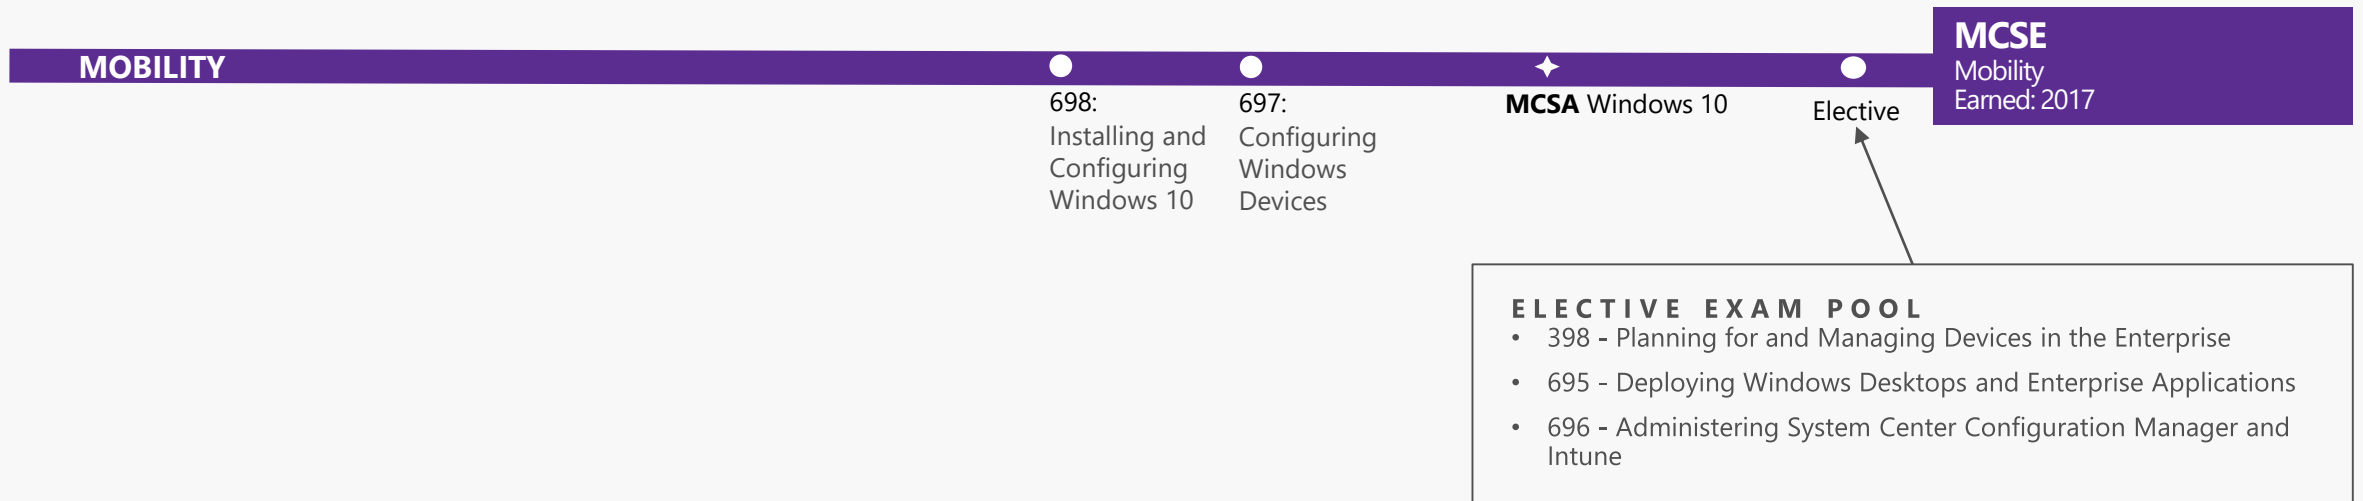 MOBILITY
698:
Installing and
Configuring
Windows 10
697:
Configuring
Windows
Devices
MCSA Windows 10
Elective
MCSE
Mobility
Earned: 2017
ELECTIVE EXAM POOL
• 398 - Planning for and Managing Devices in the Enterprise
• 695 - Deploying Windows Desktops and Enterprise Applications
• 696 - Administering System Center Configuration Manager and
Intune